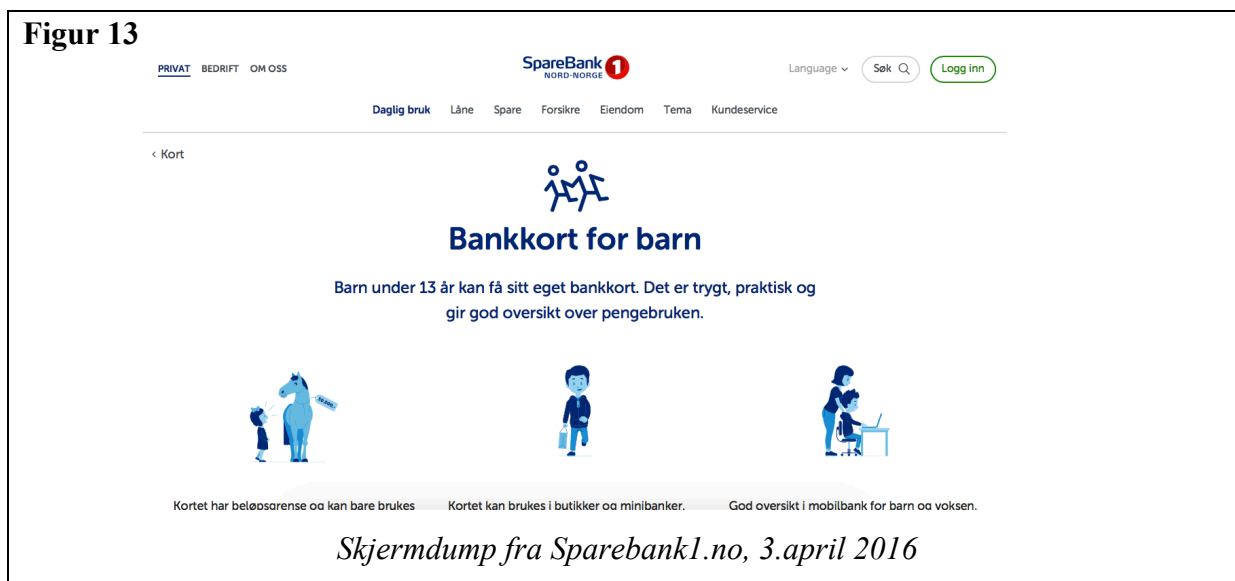 Figur 13
PRIVAT BEDRIFT OM OSS
SpareBank 1
NORD-NORGE
Language
Søk
Logg inn
Daglig bruk Låne Spare Forsikre Eiendom Tema Kundeservice
< Kort
Bankkort for barn
Barn under 13 år kan få sitt eget bankkort. Det er trygt, praktisk og
gir god oversikt over pengebruken.
Kortet har beløpsgrense og kan bare brukes
Kortet kan brukes i butikker og minibanker.
God oversikt i mobilbank for barn og voksen.
Skjermdump fra Sparebank1.no, 3.april 2016